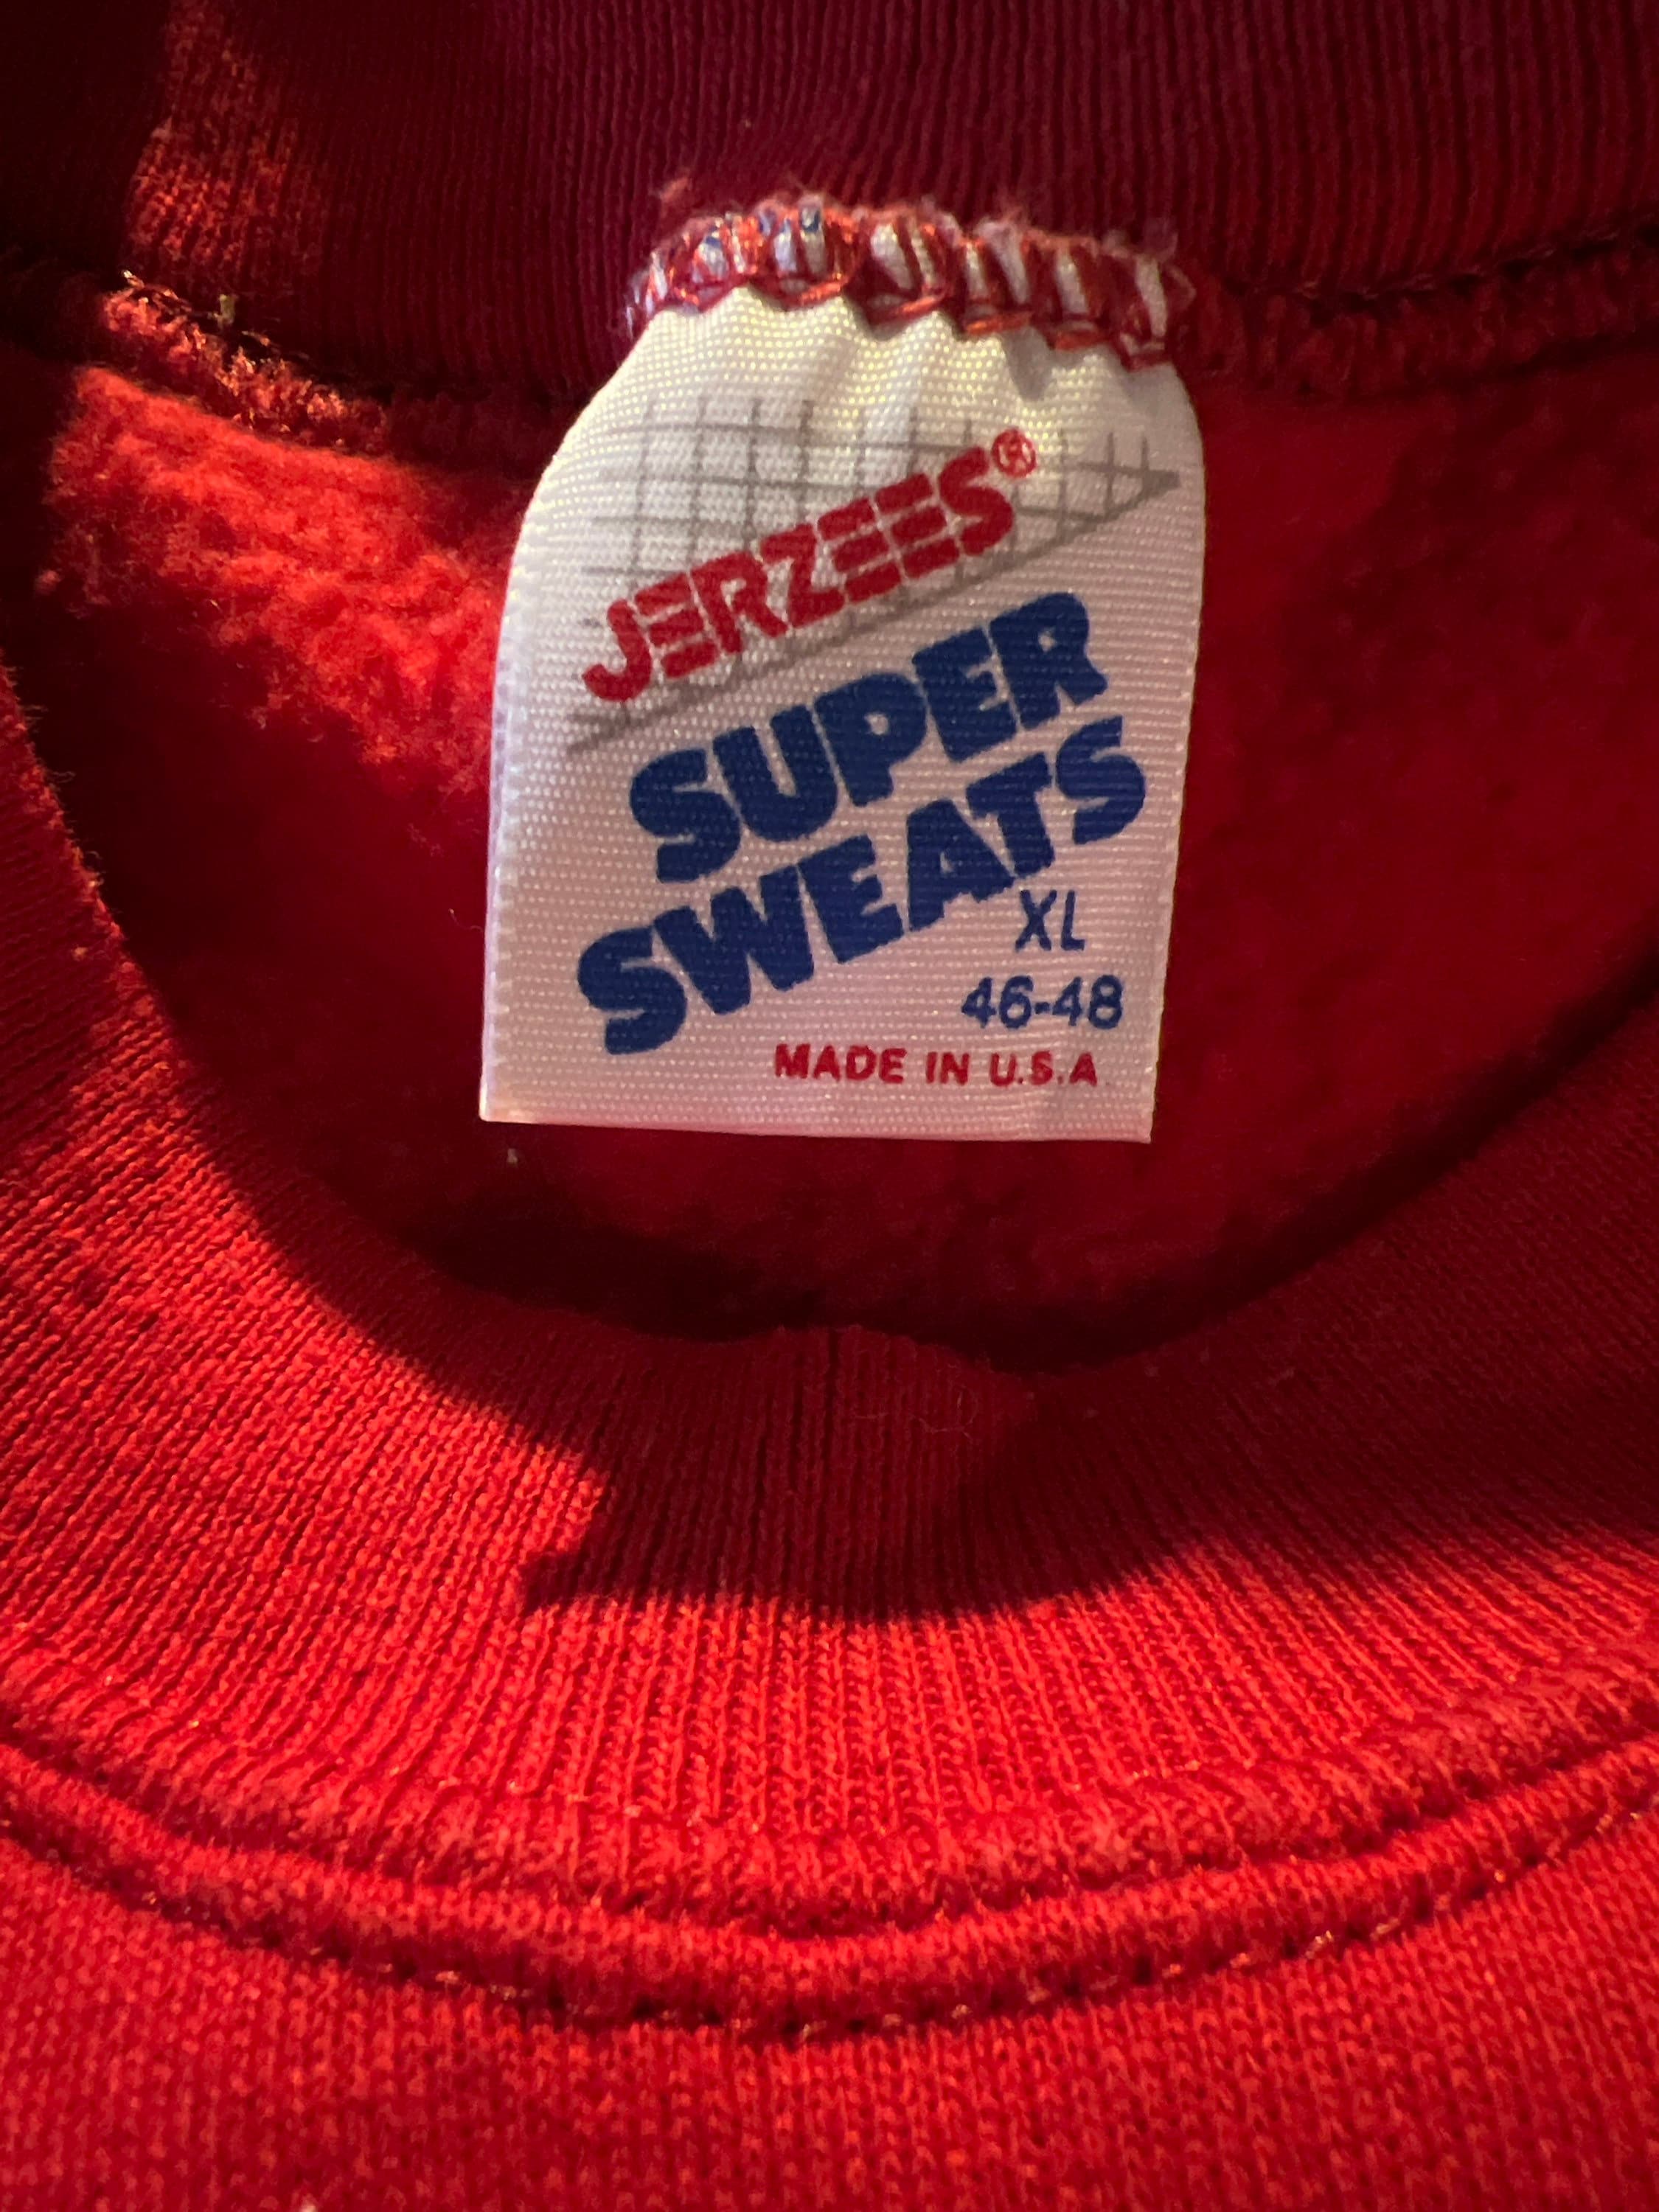 JERZEES®
SUPER
SWEATS
XL
46-48
MADE IN U.S.A